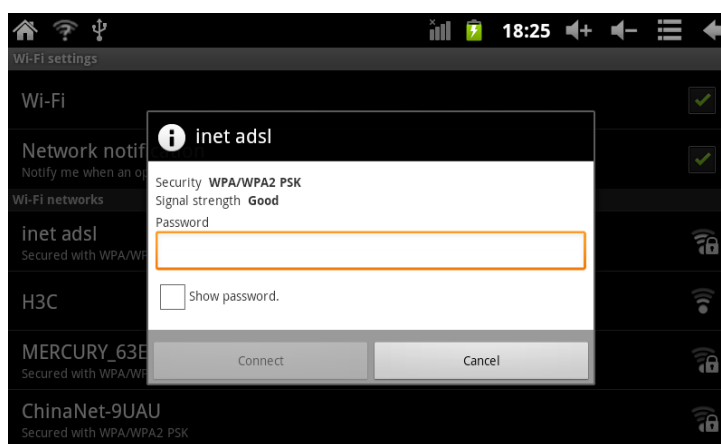 18:25
Wi-Fi settings
Wi-Fi
inet adsl
Network notif
Notify me when an
Security WPA/WPA2 PSK
Signal strength Good
Wi-Fi networks
Password
inet adsl
Secured with WPA/WP
Show password.
H3C
MERCURY_63E
Secured with WPA/WP
Connect
Cancel
ChinaNet-9UAU
Secured with WPA/WPA2 PSK